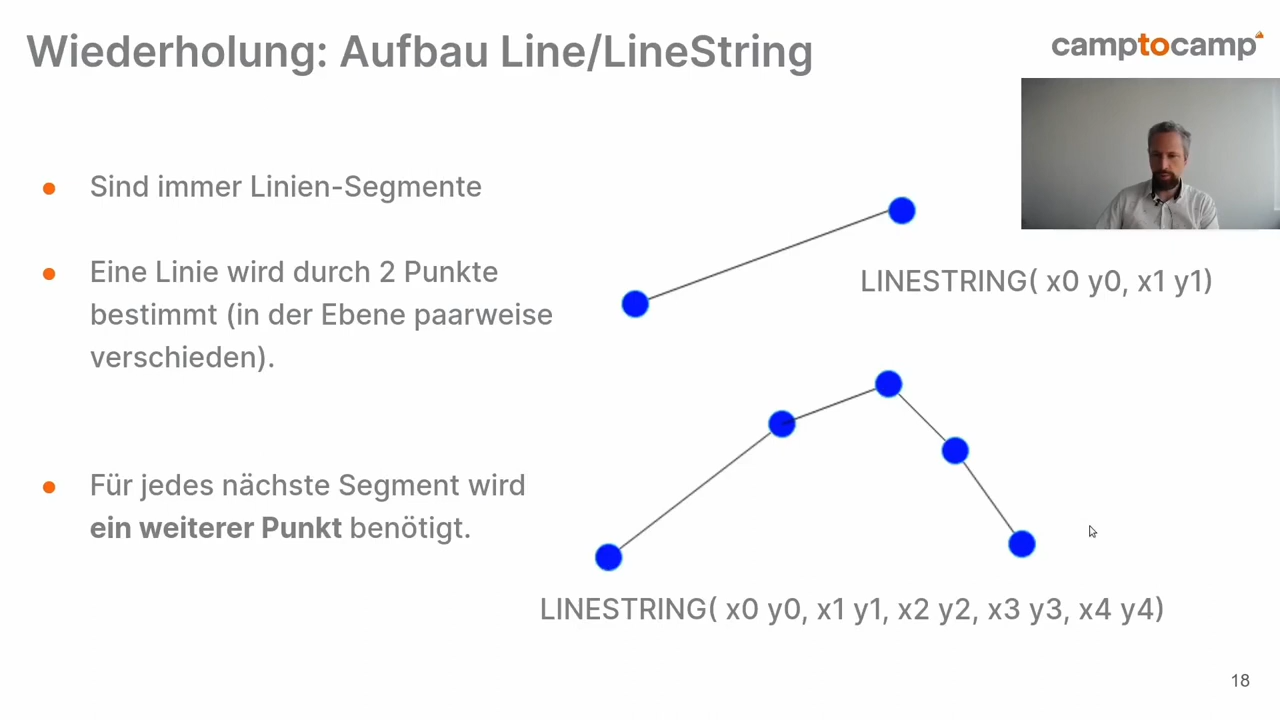 Wiederholung: Aufbau Line/LineString
camptocamp
Sind immer Linien-Segmente
Eine Linie wird durch 2 Punkte
bestimmt (in der Ebene paarweise
verschieden).
LINESTRING( x0 y0, x1 y1)
Für jedes nächste Segment wird
ein weiterer Punkt benötigt.
LINESTRING( x0 y0, x1 y1, x2 y2, x3 y3, x4 y4)
18